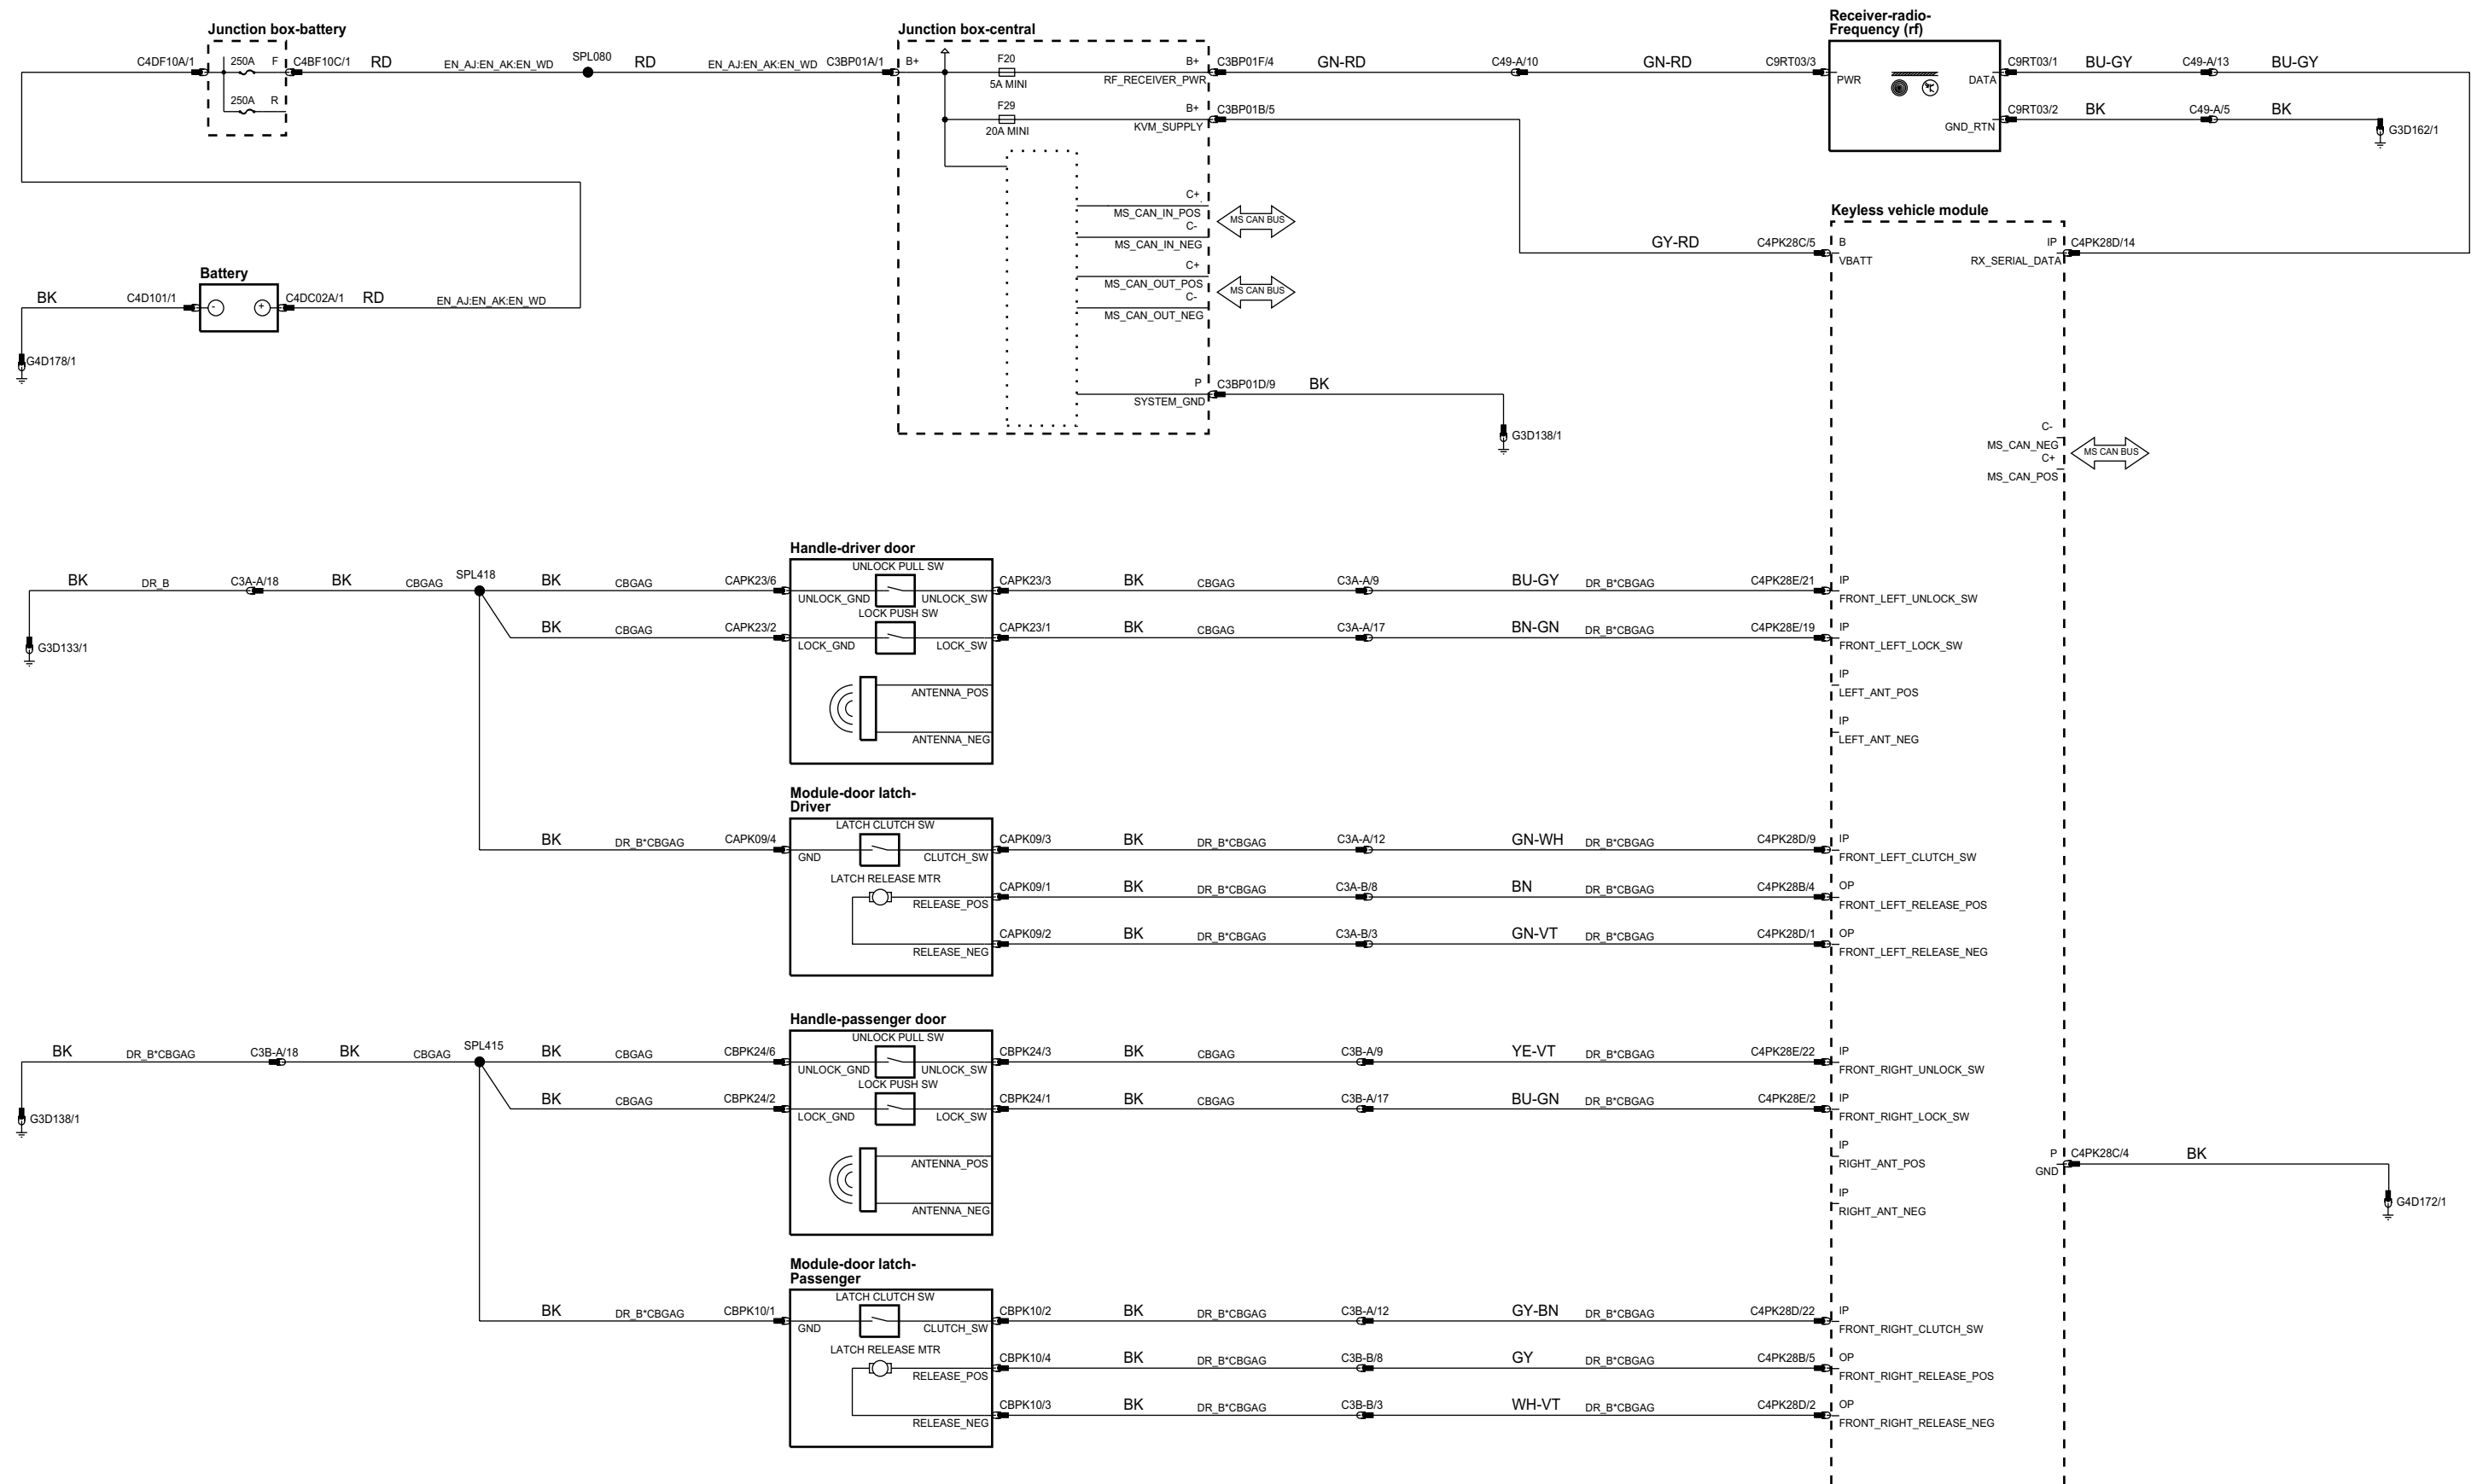 Junction box-battery
C4DF10A/1
250A
F
C4BF10C/1
RD
EN_AJ:EN_AK:EN_WD
SPL080
RD
EN_AJ:EN_AK:EN_WD
C3BP01A/1
250A
R
Junction box-central
B+
F20
5A MINI
B+
RF_RECEIVER_PWR
C3BP01F/4
GN-RD
C49-A/10
GN-RD
C9RT03/3
F29
20A MINI
B+
KVM_SUPPLY
C3BP01B/5
C+
MS_CAN_IN_POS
C-
MS_CAN_IN_NEG
MS CAN BUS
C+
MS_CAN_OUT_POS
C-
MS_CAN_OUT_NEG
MS CAN BUS
P
SYSTEM_GND
C3BP01D/9
BK
G3D138/1
Receiver-radio-
Frequency (rf)
PWR
DATA
GND_RTN
C9RT03/1
BU-GY
C49-A/13
BU-GY
C9RT03/2
BK
C49-A/5
BK
G3D162/1
Battery
BK
C4D101/1
-
+
C4DC02A/1
RD
EN_AJ:EN_AK:EN_WD
G4D178/1
Keyless vehicle module
GY-RD
C4PK28C/5
B
VBATT
IP
RX_SERIAL_DATA
C4PK28D/14
C-
MS_CAN_NEG
C+
MS_CAN_POS
MS CAN BUS
Handle-driver door
BK
DR_B
C3A-A/18
BK
CBGAG
SPL418
BK
CBGAG
CAPK23/6
UNLOCK PULL SW
UNLOCK_GND
UNLOCK_SW
CAPK23/3
BK
CBGAG
C3A-A/9
BU-GY
DR_B*CBGAG
C4PK28E/21
IP
FRONT_LEFT_UNLOCK_SW
G3D133/1
BK
CBGAG
CAPK23/2
LOCK PUSH SW
LOCK_GND
LOCK_SW
CAPK23/1
BK
CBGAG
C3A-A/17
BN-GN
DR_B*CBGAG
C4PK28E/19
IP
FRONT_LEFT_LOCK_SW
ANTENNA_POS
ANTENNA_NEG
IP
LEFT_ANT_POS
IP
LEFT_ANT_NEG
Module-door latch-
Driver
BK
DR_B*CBGAG
CAPK09/4
LATCH CLUTCH SW
GND
CLUTCH_SW
CAPK09/3
BK
DR_B*CBGAG
C3A-A/12
GN-WH
DR_B*CBGAG
C4PK28D/9
IP
FRONT_LEFT_CLUTCH_SW
LATCH RELEASE MTR
RELEASE_POS
CAPK09/1
BK
DR_B*CBGAG
C3A-B/8
BN
DR_B*CBGAG
C4PK28B/4
OP
FRONT_LEFT_RELEASE_POS
RELEASE_NEG
CAPK09/2
BK
DR_B*CBGAG
C3A-B/3
GN-VT
DR_B*CBGAG
C4PK28D/1
OP
FRONT_LEFT_RELEASE_NEG
Handle-passenger door
BK
DR_B*CBGAG
C3B-A/18
BK
CBGAG
SPL415
BK
CBGAG
CBPK24/6
UNLOCK PULL SW
UNLOCK_GND
UNLOCK_SW
CBPK24/3
BK
CBGAG
C3B-A/9
YE-VT
DR_B*CBGAG
C4PK28E/22
IP
FRONT_RIGHT_UNLOCK_SW
G3D138/1
BK
CBGAG
CBPK24/2
LOCK PUSH SW
LOCK_GND
LOCK_SW
CBPK24/1
BK
CBGAG
C3B-A/17
BU-GN
DR_B*CBGAG
C4PK28E/2
IP
FRONT_RIGHT_LOCK_SW
ANTENNA_POS
ANTENNA_NEG
IP
RIGHT_ANT_POS
IP
RIGHT_ANT_NEG
P
GND
C4PK28C/4
BK
G4D172/1
Module-door latch-
Passenger
BK
DR_B*CBGAG
CBPK10/1
LATCH CLUTCH SW
GND
CLUTCH_SW
CBPK10/2
BK
DR_B*CBGAG
C3B-A/12
GY-BN
DR_B*CBGAG
C4PK28D/22
IP
FRONT_RIGHT_CLUTCH_SW
LATCH RELEASE MTR
RELEASE_POS
CBPK10/4
BK
DR_B*CBGAG
C3B-B/8
GY
DR_B*CBGAG
C4PK28B/5
OP
FRONT_RIGHT_RELEASE_POS
RELEASE_NEG
CBPK10/3
BK
DR_B*CBGAG
C3B-B/3
WH-VT
DR_B*CBGAG
C4PK28D/2
OP
FRONT_RIGHT_RELEASE_NEG